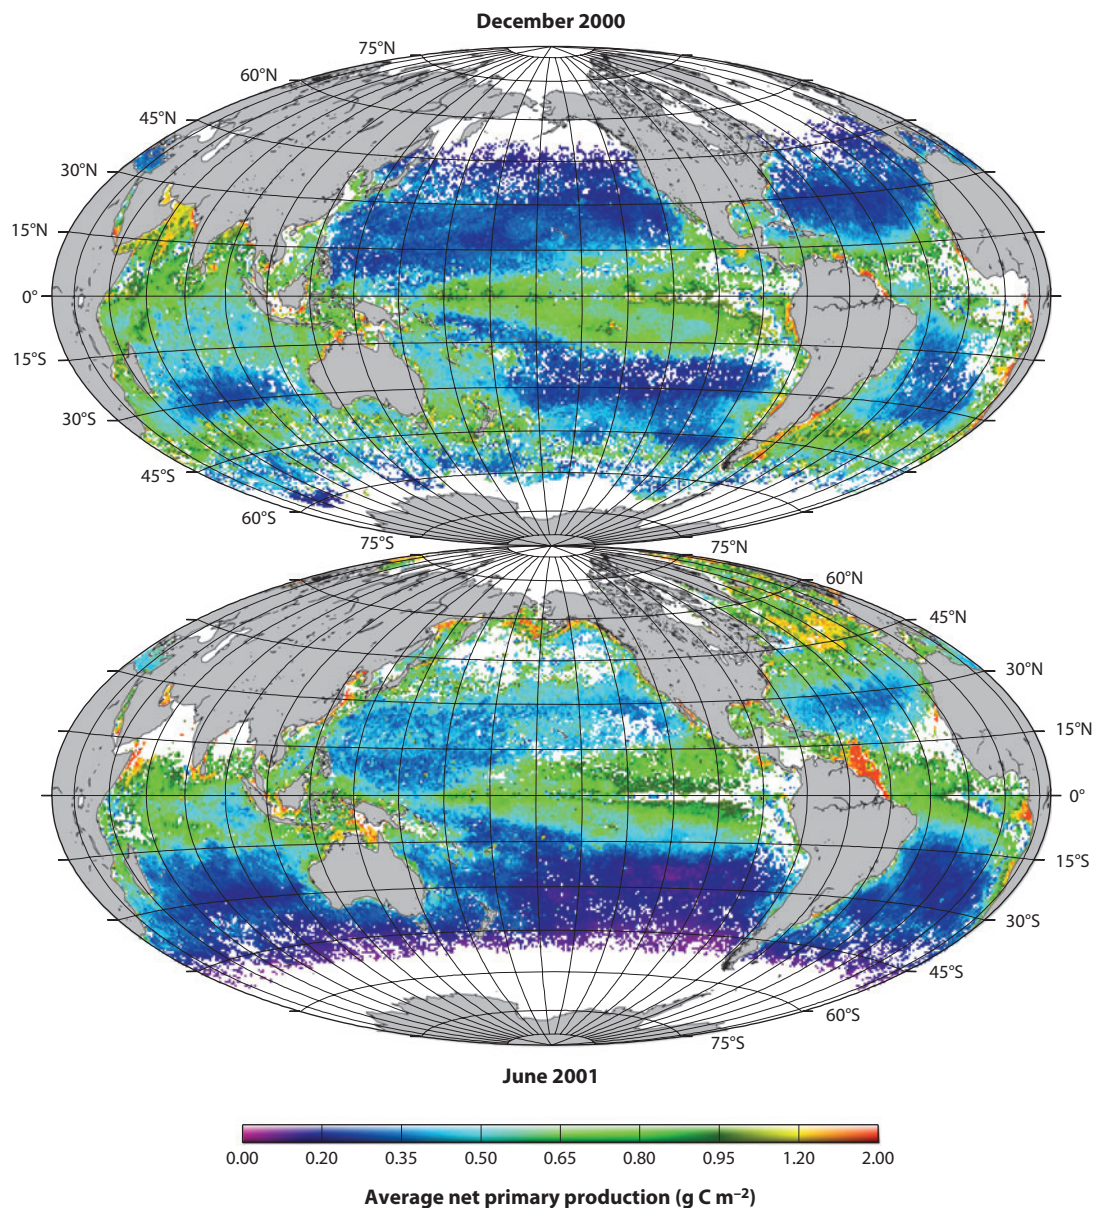 December 2000
75°N
60°N
45°N
30°N
15°N
0°
15°S
30°S
45°S
60°S
75°S
75°N
60°N
45°N
30°N
15°N
0°
15°S
30°S
45°S
60°S
75°S
June 2001
0.00 0.20 0.35 0.50 0.65 0.80 0.95 1.20 2.00
Average net primary production (g C m⁻²)